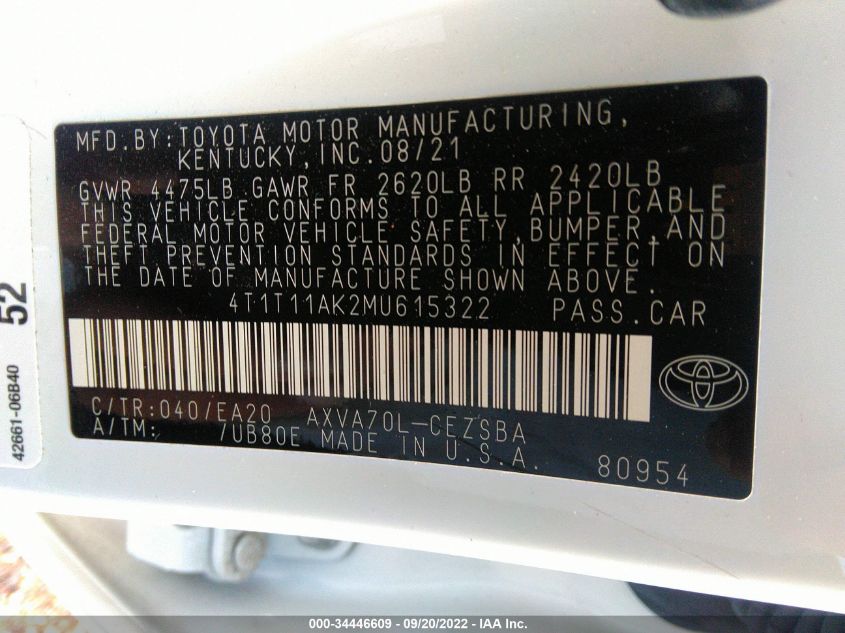 MFD.BY:TOYOTA MOTOR MANUFACTURING,
KENTUCKY,INC.08/21
GVWR 4475LB GAWR FR 2620LB RR 2420LB
THIS VEHICLE CONFORMS TO ALL APPLICABLE
FEDERAL MOTOR VEHICLE SAFETY,BUMPER,AND
THEFT PREVENTION STANDARDS IN EFFECT ON
THE DATE OF MANUFACTURE SHOWN ABOVE.
4T1T11AK2MU615322 PASS.CAR
C/TR:040/EA20 AXVA70L-CEZSBA
A/TM: /UB80E MADE IN U.S.A. 80954
52
42661-06B40
000-34446609 - 09/20/2022 - IAA Inc.